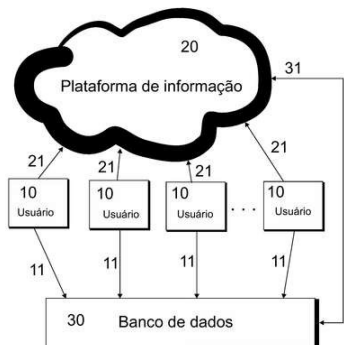 20
Plataforma de informação
31
21
21
21
21
10
Usuário
10
Usuário
10
Usuário
. . .
10
Usuário
11
11
11
11
30
Banco de dados